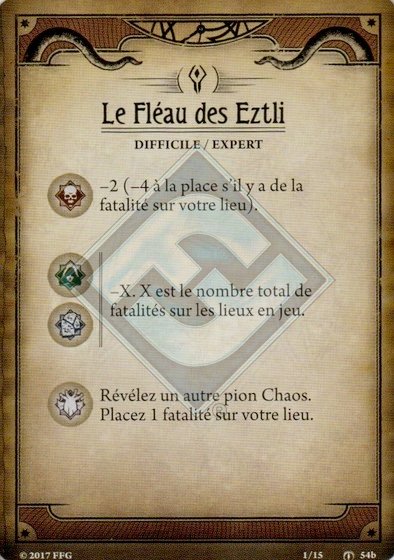 Le Fléau des Eztli
DIFFICILE / EXPERT
–2 (–4 à la place s'il y a de la
fatalité sur votre lieu).
–X. X est le nombre total de
fatalités sur les lieux en jeu.
Révélez un autre pion Chaos.
Placez 1 fatalité sur votre lieu.
®
© 2017 FFG
1/15
54b